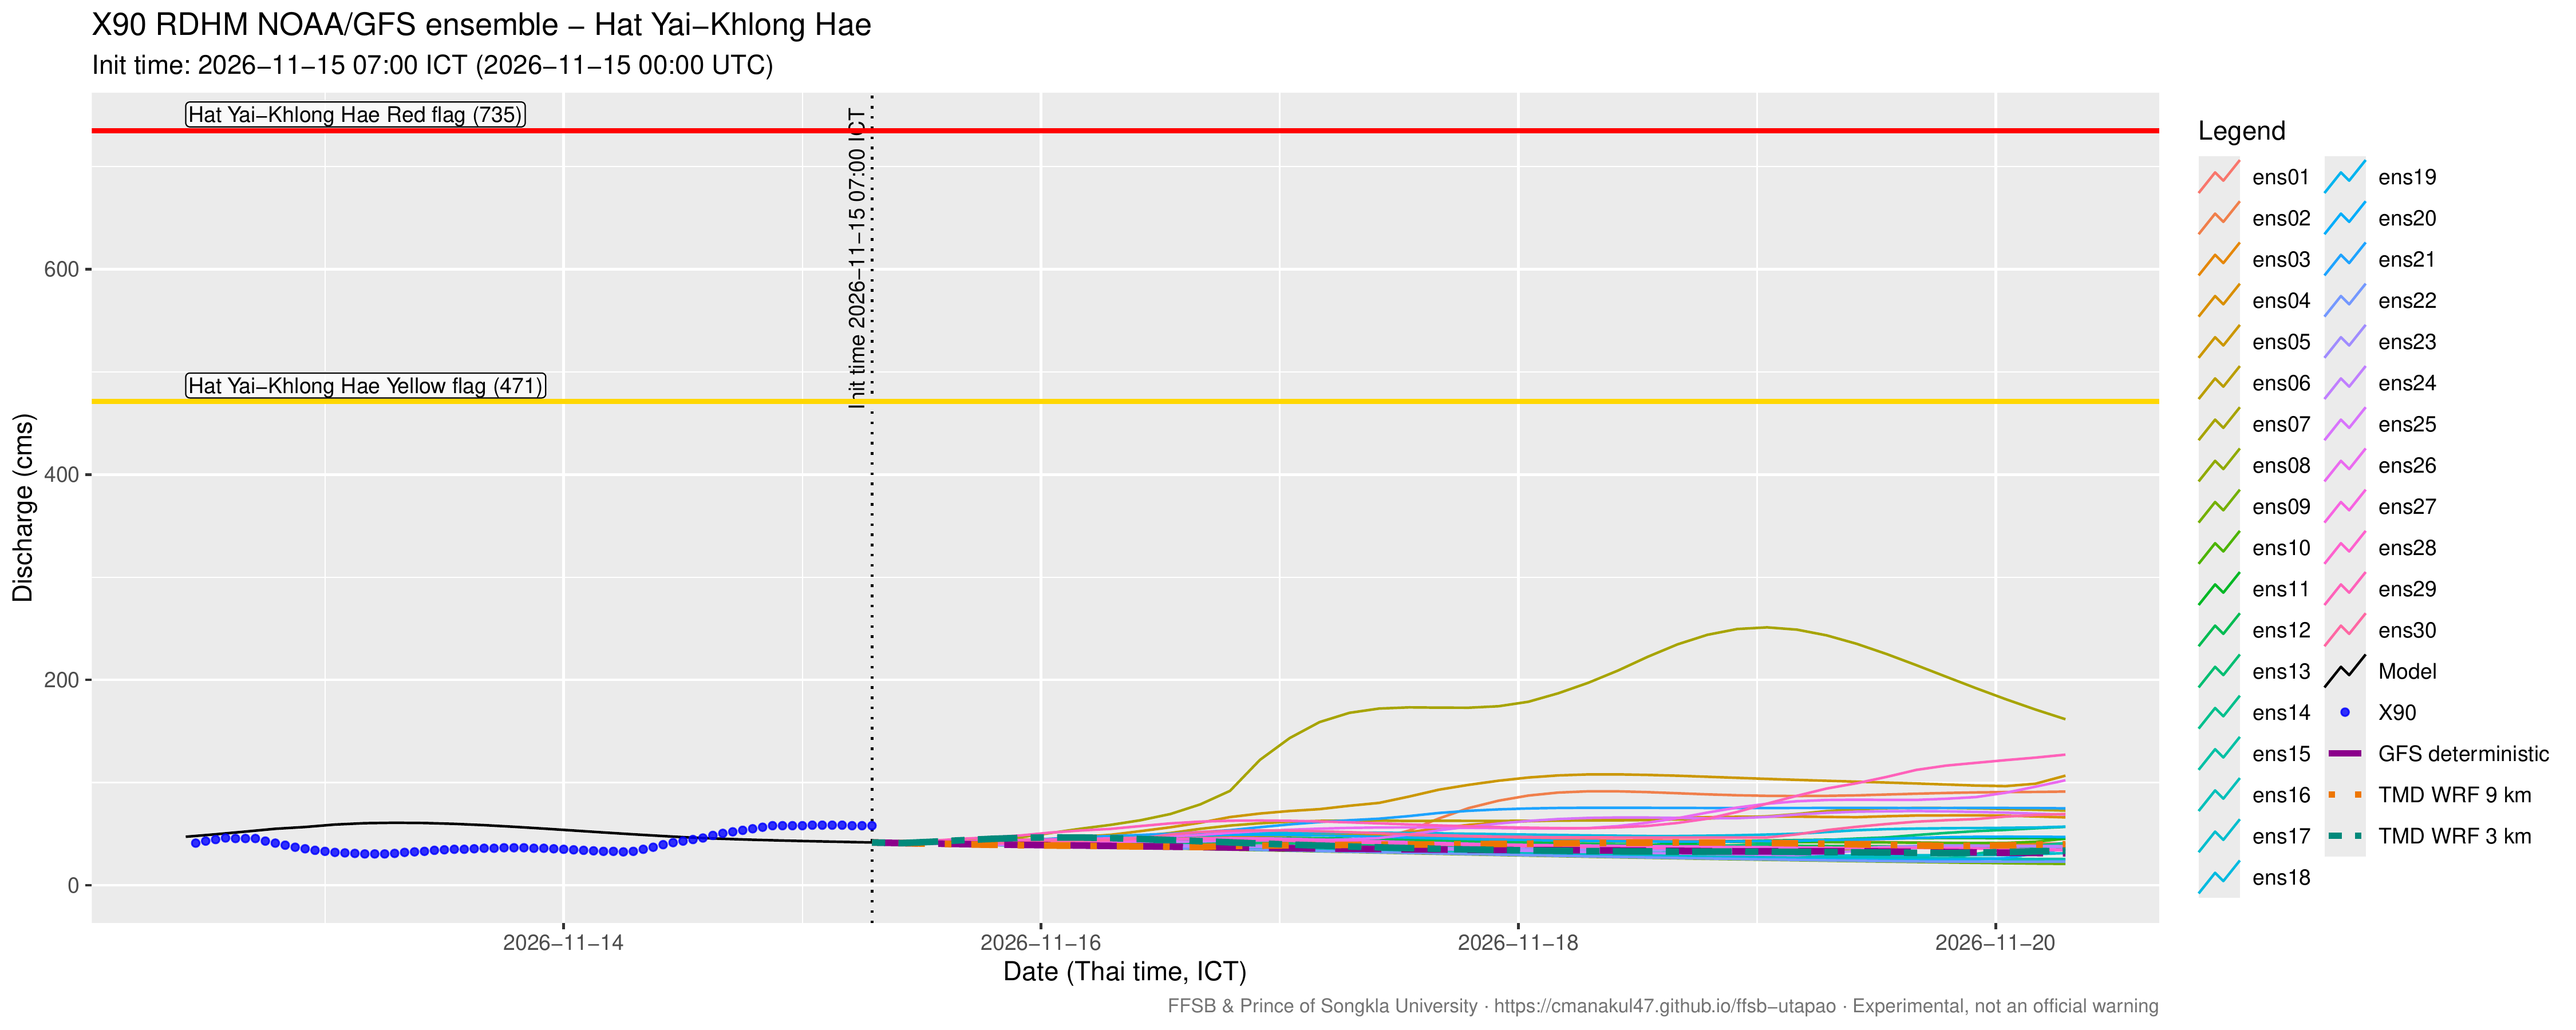 X90 RDHM NOAA/GFS ensemble – Hat Yai–Khlong Hae
Init time: 2026–11–15 07:00 ICT (2026–11–15 00:00 UTC)
Hat Yai–Khlong Hae Red flag (735)
Hat Yai–Khlong Hae Yellow flag (471)
Init time 2026–11–15 07:00 ICT
Discharge (cms)
600
400
200
0
2026–11–14
2026–11–16
2026–11–18
2026–11–20
Date (Thai time, ICT)
FFSB & Prince of Songkla University · https://cmanakul47.github.io/ffsb–utapao · Experimental, not an official warning
Legend
ens01
ens02
ens03
ens04
ens05
ens06
ens07
ens08
ens09
ens10
ens11
ens12
ens13
ens14
ens15
ens16
ens17
ens18
ens19
ens20
ens21
ens22
ens23
ens24
ens25
ens26
ens27
ens28
ens29
ens30
Model
X90
GFS deterministic
TMD WRF 9 km
TMD WRF 3 km